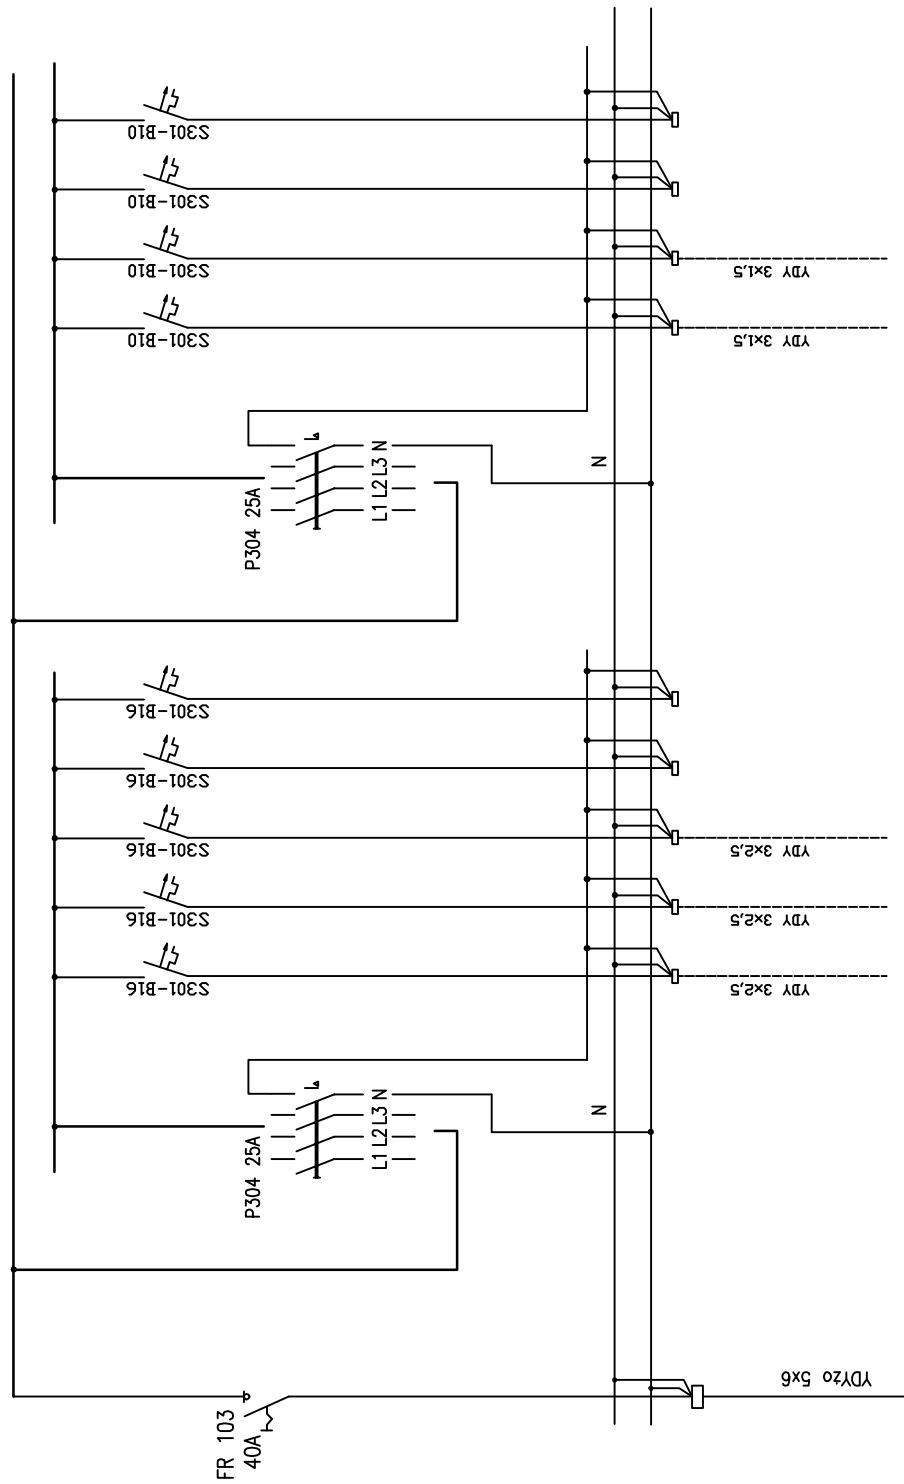 S301-B10
S301-B10
S301-B10
YDY 3x1,5
S301-B10
YDY 3x1,5
P304 25A
L1 L2 L3 N
N
S301-B16
S301-B16
S301-B16
YDY 3x2,5
S301-B16
YDY 3x2,5
S301-B16
YDY 3x2,5
P304 25A
L1 L2 L3 N
N
FR 103
40A
YDYżo 5x6